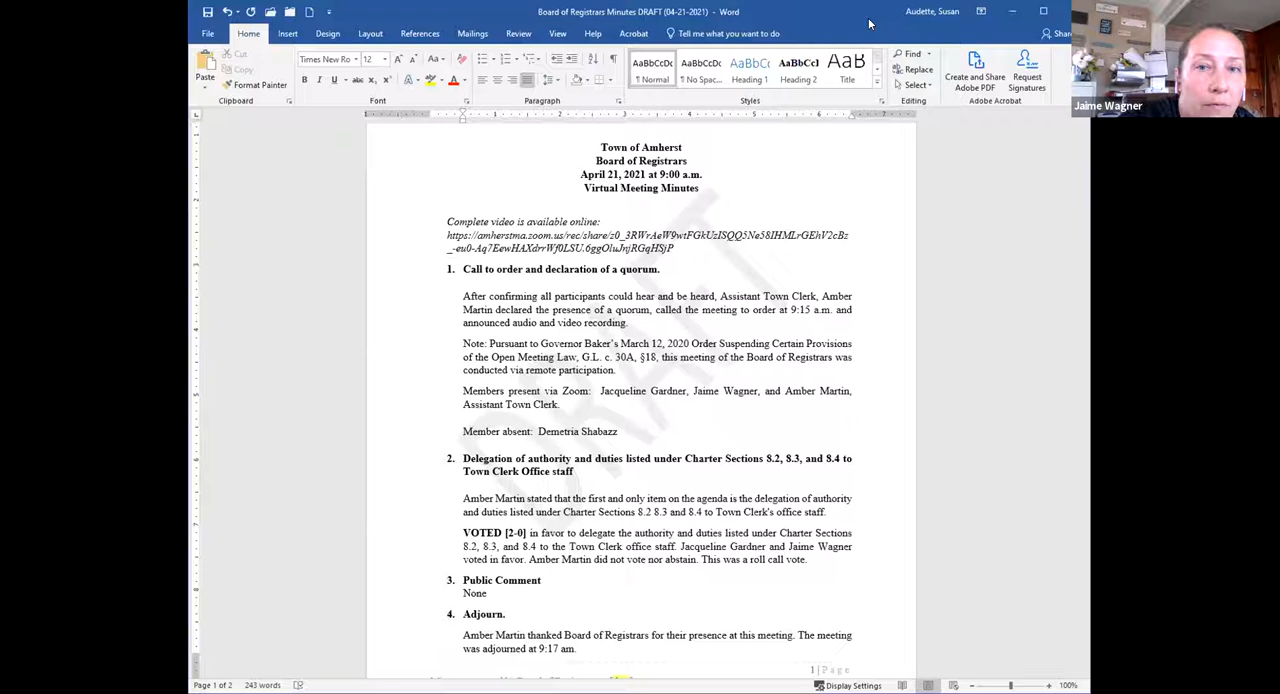 Board of Registrars Minutes DRAFT (04-21-2021) - Word
Audette, Susan
File Home Insert Design Layout References Mailings Review View Help Acrobat Tell me what you want to do Share
Paste
Cut
Copy
Format Painter
Clipboard
Times New Ro 12
Font
Paragraph
AaBbCcDc AaBbCcDc AaBbCc AaBbCcI AaB
¶ Normal ¶ No Spac... Heading 1 Heading 2 Title
Styles
Find
Replace
Select
Editing
Create and Share Adobe PDF
Request Signatures
Adobe Acrobat
Jaime Wagner
Town of Amherst
Board of Registrars
April 21, 2021 at 9:00 a.m.
Virtual Meeting Minutes
Complete video is available online:
1. Call to order and declaration of a quorum.
After confirming all participants could hear and be heard, Assistant Town Clerk, Amber
Martin declared the presence of a quorum, called the meeting to order at 9:15 a.m. and
announced audio and video recording.
Note: Pursuant to Governor Baker's March 12, 2020 Order Suspending Certain Provisions
of the Open Meeting Law, G.L. c. 30A, §18, this meeting of the Board of Registrars was
conducted via remote participation.
Members present via Zoom: Jacqueline Gardner, Jaime Wagner, and Amber Martin,
Assistant Town Clerk.
Member absent: Demetria Shabazz
2. Delegation of authority and duties listed under Charter Sections 8.2, 8.3, and 8.4 to
Town Clerk Office staff
Amber Martin stated that the first and only item on the agenda is the delegation of authority
and duties listed under Charter Sections 8.2 8.3 and 8.4 to Town Clerk's office staff.
VOTED [2-0] in favor to delegate the authority and duties listed under Charter Sections
8.2, 8.3, and 8.4 to the Town Clerk office staff. Jacqueline Gardner and Jaime Wagner
voted in favor. Amber Martin did not vote nor abstain. This was a roll call vote.
3. Public Comment
None
4. Adjourn.
Amber Martin thanked Board of Registrars for their presence at this meeting. The meeting
was adjourned at 9:17 am.
1 | Page
DRAFT
Page 1 of 2 243 words
Display Settings
100%